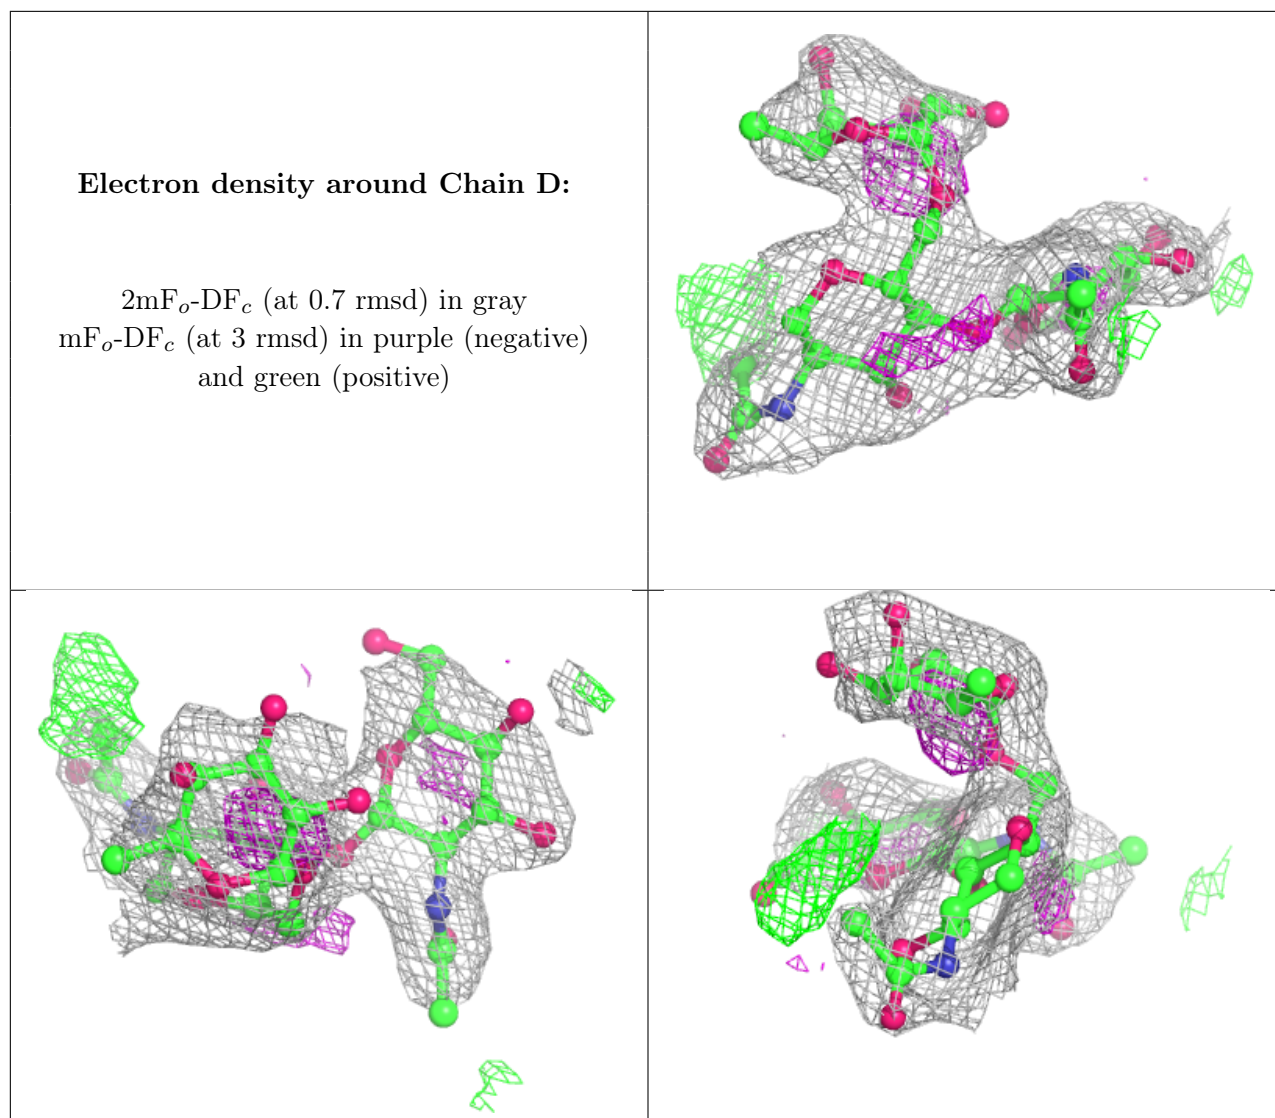 Electron density around Chain D:
2mFₒ-DF𝒸 (at 0.7 rmsd) in gray
mFₒ-DF𝒸 (at 3 rmsd) in purple (negative)
and green (positive)